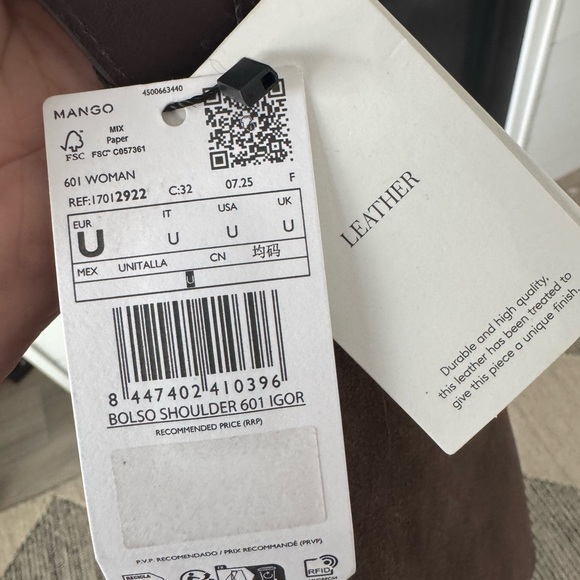 MANGO
4500663440
FSC
MIX
Paper
FSC® C057361
601 WOMAN
REF:17012922 C:32 07.25 F
EUR IT USA UK
U U U U
MEX UNITALLA CN 均码
U
8 447402 410396
BOLSO SHOULDER 601 IGOR
RECOMMENDED PRICE (RRP)
P.V.P RECOMENDADO / PRIX RECOMMANDÉ (PRVP)
RECICLA
RFID
LEATHER
Durable and high quality,
this leather has been treated to
give this piece a unique finish.